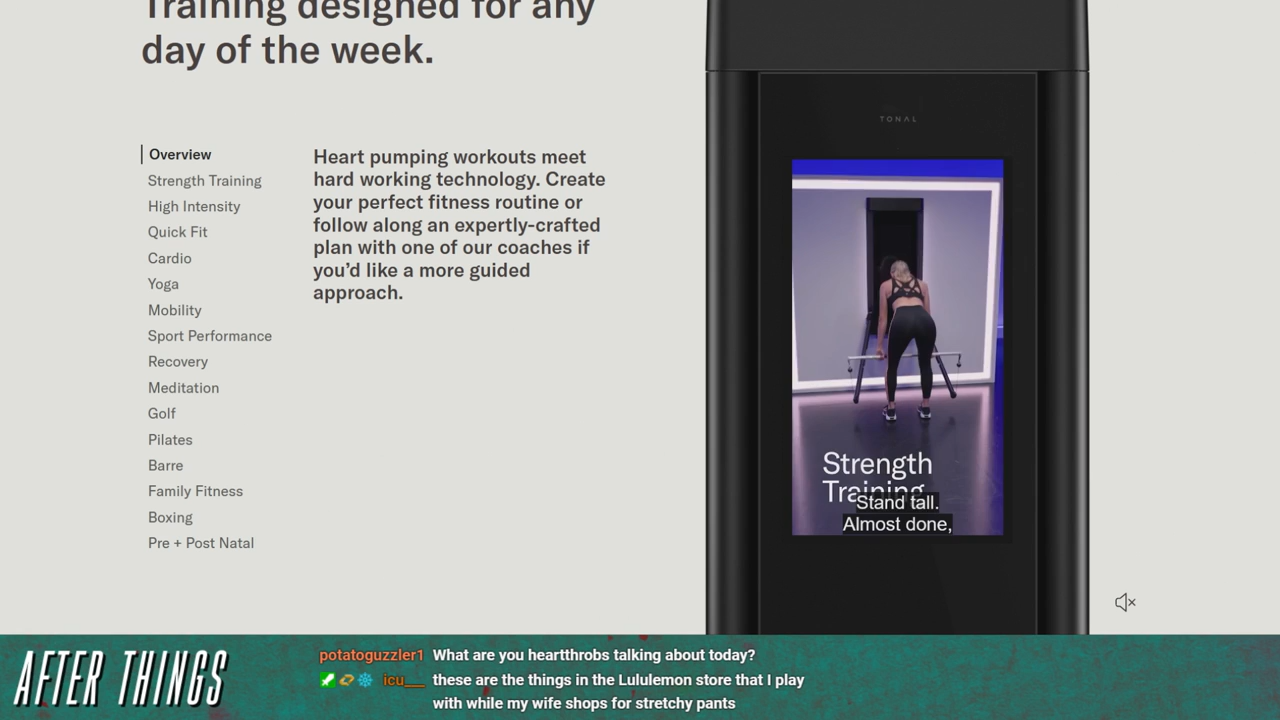 Training designed for any
day of the week.
Overview
Strength Training
High Intensity
Quick Fit
Cardio
Yoga
Mobility
Sport Performance
Recovery
Meditation
Golf
Pilates
Barre
Family Fitness
Boxing
Pre + Post Natal
Heart pumping workouts meet
hard working technology. Create
your perfect fitness routine or
follow along an expertly-crafted
plan with one of our coaches if
you’d like a more guided
approach.
TONAL
Strength
Training
Stand tall.
Almost done,
AFTER THINGS
potatoguzzler1 What are you heartthrobs talking about today?
icu__ these are the things in the Lululemon store that I play
with while my wife shops for stretchy pants